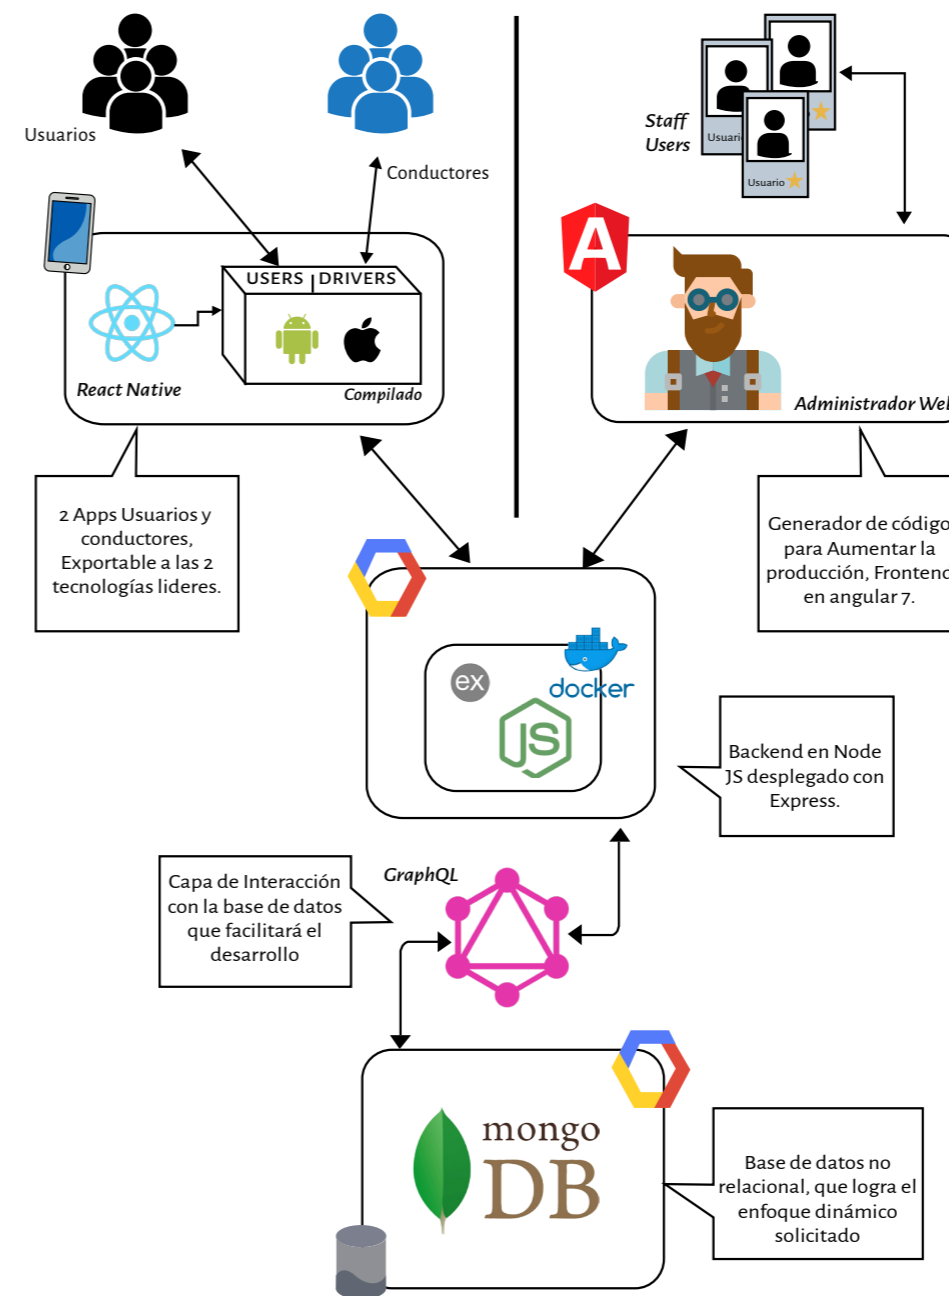 Usuarios
Conductores
Staff
Users
Usuari
Usuario
USERS | DRIVERS
React Native
Compilado
Administrador Web
2 Apps Usuarios y
conductores,
Exportable a las 2
tecnologías lideres.
Generador de código
para Aumentar la
producción, Frontend
en angular 7.
ex
docker
JS
Backend en Node
JS desplegado con
Express.
GraphQL
Capa de Interacción
con la base de datos
que facilitará el
desarrollo
mongo
DB
Base de datos no
relacional, que logra el
enfoque dinámico
solicitado